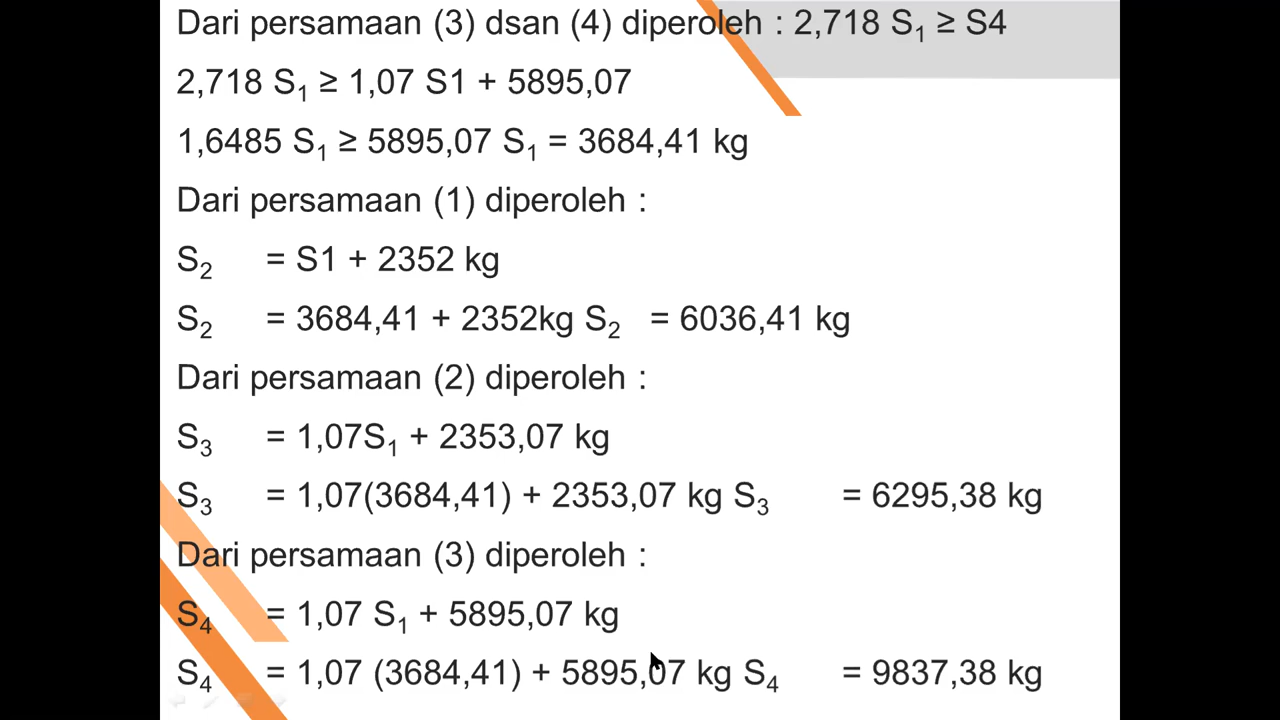 Dari persamaan (3) dsan (4) diperoleh : 2,718 S₁ ≥ S4
2,718 S₁ ≥ 1,07 S1 + 5895,07
1,6485 S₁ ≥ 5895,07 S₁ = 3684,41 kg
Dari persamaan (1) diperoleh :
S₂ = S1 + 2352 kg
S₂ = 3684,41 + 2352kg S₂ = 6036,41 kg
Dari persamaan (2) diperoleh :
S₃ = 1,07S₁ + 2353,07 kg
S₃ = 1,07(3684,41) + 2353,07 kg S₃ = 6295,38 kg
Dari persamaan (3) diperoleh :
S₄ = 1,07 S₁ + 5895,07 kg
S₄ = 1,07 (3684,41) + 5895,07 kg S₄ = 9837,38 kg